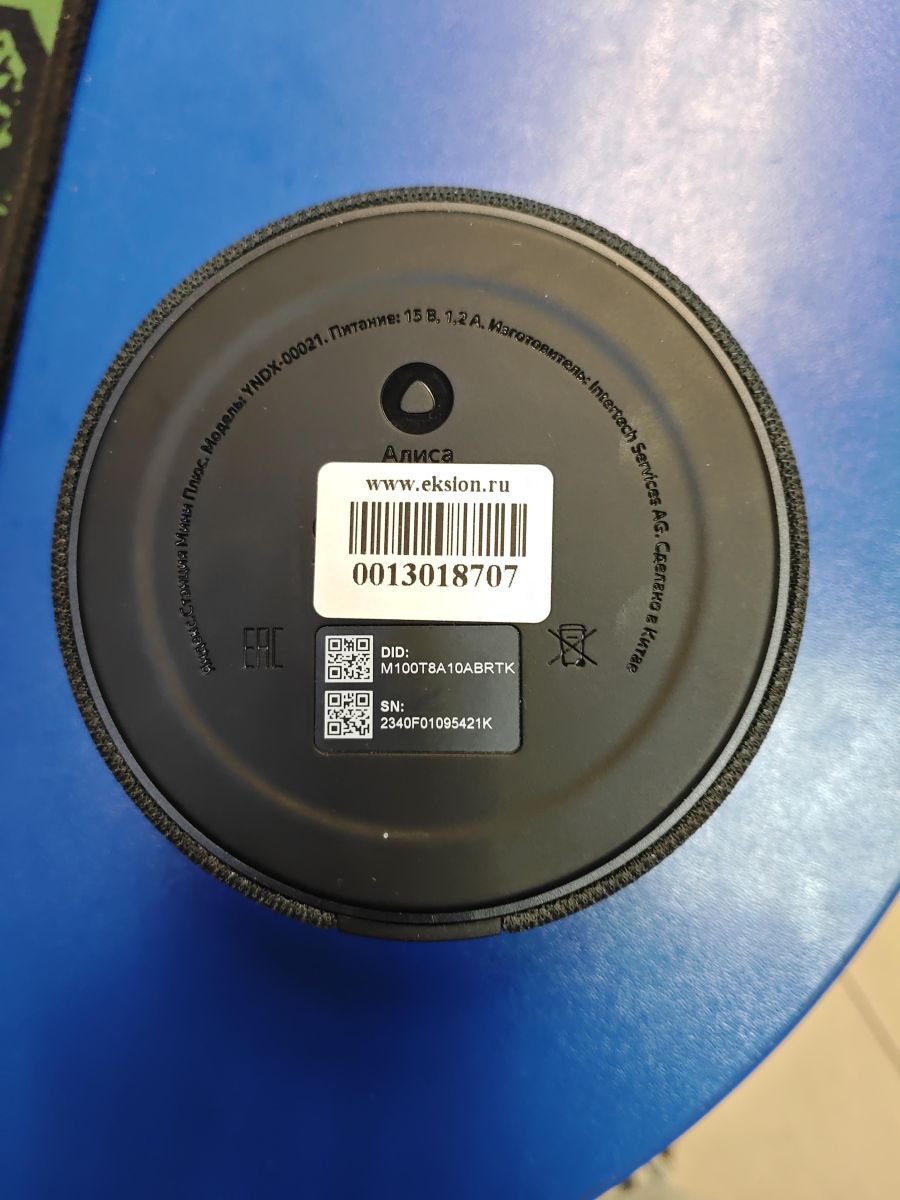 Яндекс.Станция Мини Плюс. Модель: YNDX-00021. Питание: 15 В, 1,2 А. Изготовитель: Intertech Services AG. Сделано в Китае
Алиса
www.eksion.ru
0013018707
EAC
DID:
M100T8A10ABRTK
SN:
2340F01095421K